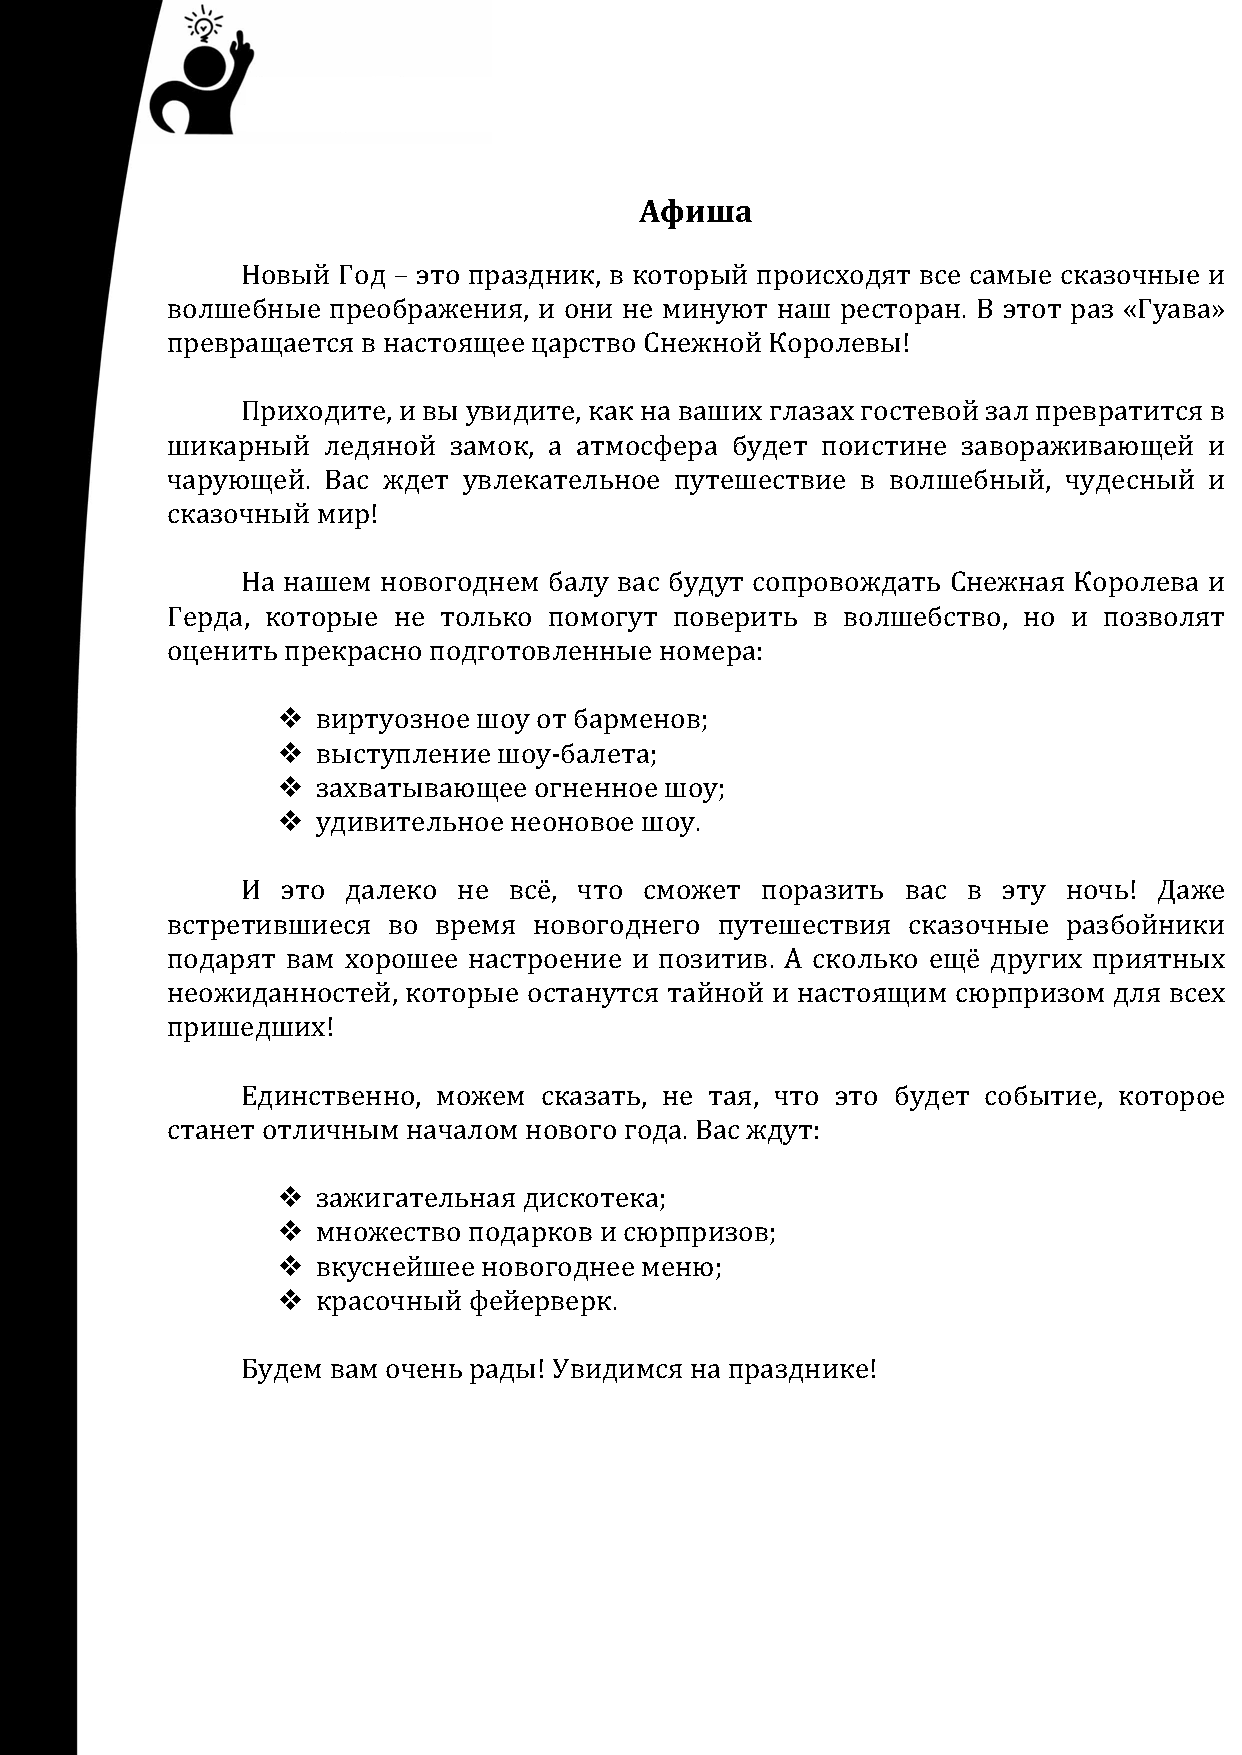 Афиша
Новый Год – это праздник, в который происходят все самые сказочные и
волшебные преображения, и они не минуют наш ресторан. В этот раз «Гуава»
превращается в настоящее царство Снежной Королевы!
Приходите, и вы увидите, как на ваших глазах гостевой зал превратится в
шикарный ледяной замок, а атмосфера будет поистине завораживающей и
чарующей. Вас ждет увлекательное путешествие в волшебный, чудесный и
сказочный мир!
На нашем новогоднем балу вас будут сопровождать Снежная Королева и
Герда, которые не только помогут поверить в волшебство, но и позволят
оценить прекрасно подготовленные номера:
❖ виртуозное шоу от барменов;
❖ выступление шоу-балета;
❖ захватывающее огненное шоу;
❖ удивительное неоновое шоу.
И это далеко не всё, что сможет поразить вас в эту ночь! Даже
встретившиеся во время новогоднего путешествия сказочные разбойники
подарят вам хорошее настроение и позитив. А сколько ещё других приятных
неожиданностей, которые останутся тайной и настоящим сюрпризом для всех
пришедших!
Единственно, можем сказать, не тая, что это будет событие, которое
станет отличным началом нового года. Вас ждут:
❖ зажигательная дискотека;
❖ множество подарков и сюрпризов;
❖ вкуснейшее новогоднее меню;
❖ красочный фейерверк.
Будем вам очень рады! Увидимся на празднике!